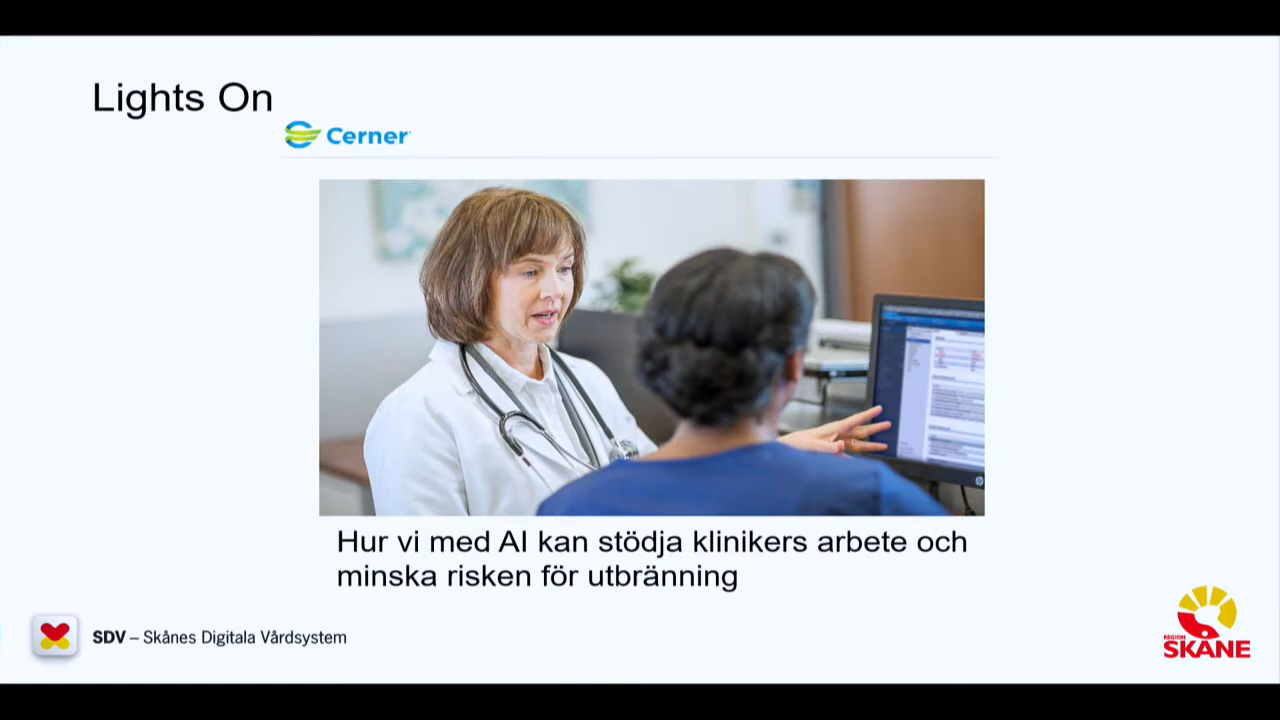 Lights On
Cerner
Hur vi med AI kan stödja klinikers arbete och
minska risken för utbränning
SDV – Skånes Digitala Vårdsystem
REGION
SKÅNE